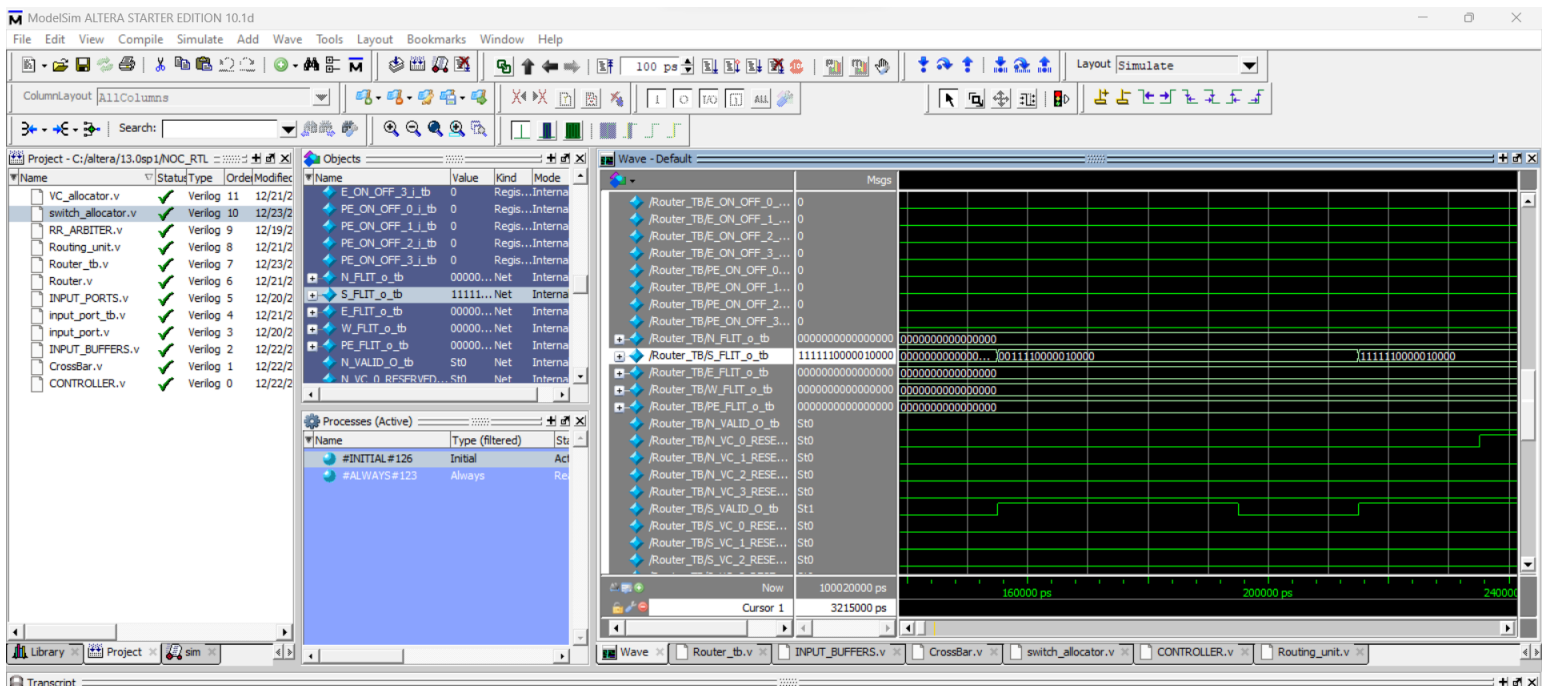 ModelSim ALTERA STARTER EDITION 10.1d
File Edit View Compile Simulate Add Wave Tools Layout Bookmarks Window Help
100 ps
Layout Simulate
ColumnLayout AllColumns
Search:
Project - C:/altera/13.0sp1/NOC_RTL
Name Status Type Order Modified
VC_allocator.v Verilog 11 12/21/2
switch_allocator.v Verilog 10 12/23/2
RR_ARBITER.v Verilog 9 12/19/2
Routing_unit.v Verilog 8 12/21/2
Router_tb.v Verilog 7 12/23/2
Router.v Verilog 6 12/21/2
INPUT_PORTS.v Verilog 5 12/20/2
input_port_tb.v Verilog 4 12/21/2
input_port.v Verilog 3 12/20/2
INPUT_BUFFERS.v Verilog 2 12/22/2
CrossBar.v Verilog 1 12/22/2
CONTROLLER.v Verilog 0 12/22/2
Library Project sim
Objects
Name Value Kind Mode
E_ON_OFF_3_i_tb 0 Regis... Interna
PE_ON_OFF_0_i_tb 0 Regis... Interna
PE_ON_OFF_1_i_tb 0 Regis... Interna
PE_ON_OFF_2_i_tb 0 Regis... Interna
PE_ON_OFF_3_i_tb 0 Regis... Interna
N_FLIT_o_tb 00000... Net Interna
S_FLIT_o_tb 11111... Net Interna
E_FLIT_o_tb 00000... Net Interna
W_FLIT_o_tb 00000... Net Interna
PE_FLIT_o_tb 00000... Net Interna
N_VALID_O_tb St0 Net Interna
N_VC_0_RESERVED... St0 Net Interna
Processes (Active)
Name Type (filtered) Sta
#INITIAL#126 Initial Act
#ALWAYS#123 Always Rea
Wave - Default
Msgs
/Router_TB/E_ON_OFF_0_... 0
/Router_TB/E_ON_OFF_1_... 0
/Router_TB/E_ON_OFF_2_... 0
/Router_TB/E_ON_OFF_3_... 0
/Router_TB/PE_ON_OFF_0... 0
/Router_TB/PE_ON_OFF_1... 0
/Router_TB/PE_ON_OFF_2... 0
/Router_TB/PE_ON_OFF_3... 0
/Router_TB/N_FLIT_o_tb 0000000000000000 0000000000000000
/Router_TB/S_FLIT_o_tb 1111110000010000 0000000000000... 0011110000010000 1111110000010000
/Router_TB/E_FLIT_o_tb 0000000000000000 0000000000000000
/Router_TB/W_FLIT_o_tb 0000000000000000 0000000000000000
/Router_TB/PE_FLIT_o_tb 0000000000000000 0000000000000000
/Router_TB/N_VALID_O_tb St0
/Router_TB/N_VC_0_RESE... St0
/Router_TB/N_VC_1_RESE... St0
/Router_TB/N_VC_2_RESE... St0
/Router_TB/N_VC_3_RESE... St0
/Router_TB/S_VALID_O_tb St1
/Router_TB/S_VC_0_RESE... St0
/Router_TB/S_VC_1_RESE... St0
/Router_TB/S_VC_2_RESE... St0
Now 100020000 ps 160000 ps 200000 ps 240000
Cursor 1 3215000 ps
Wave Router_tb.v INPUT_BUFFERS.v CrossBar.v switch_allocator.v CONTROLLER.v Routing_unit.v
Transcript